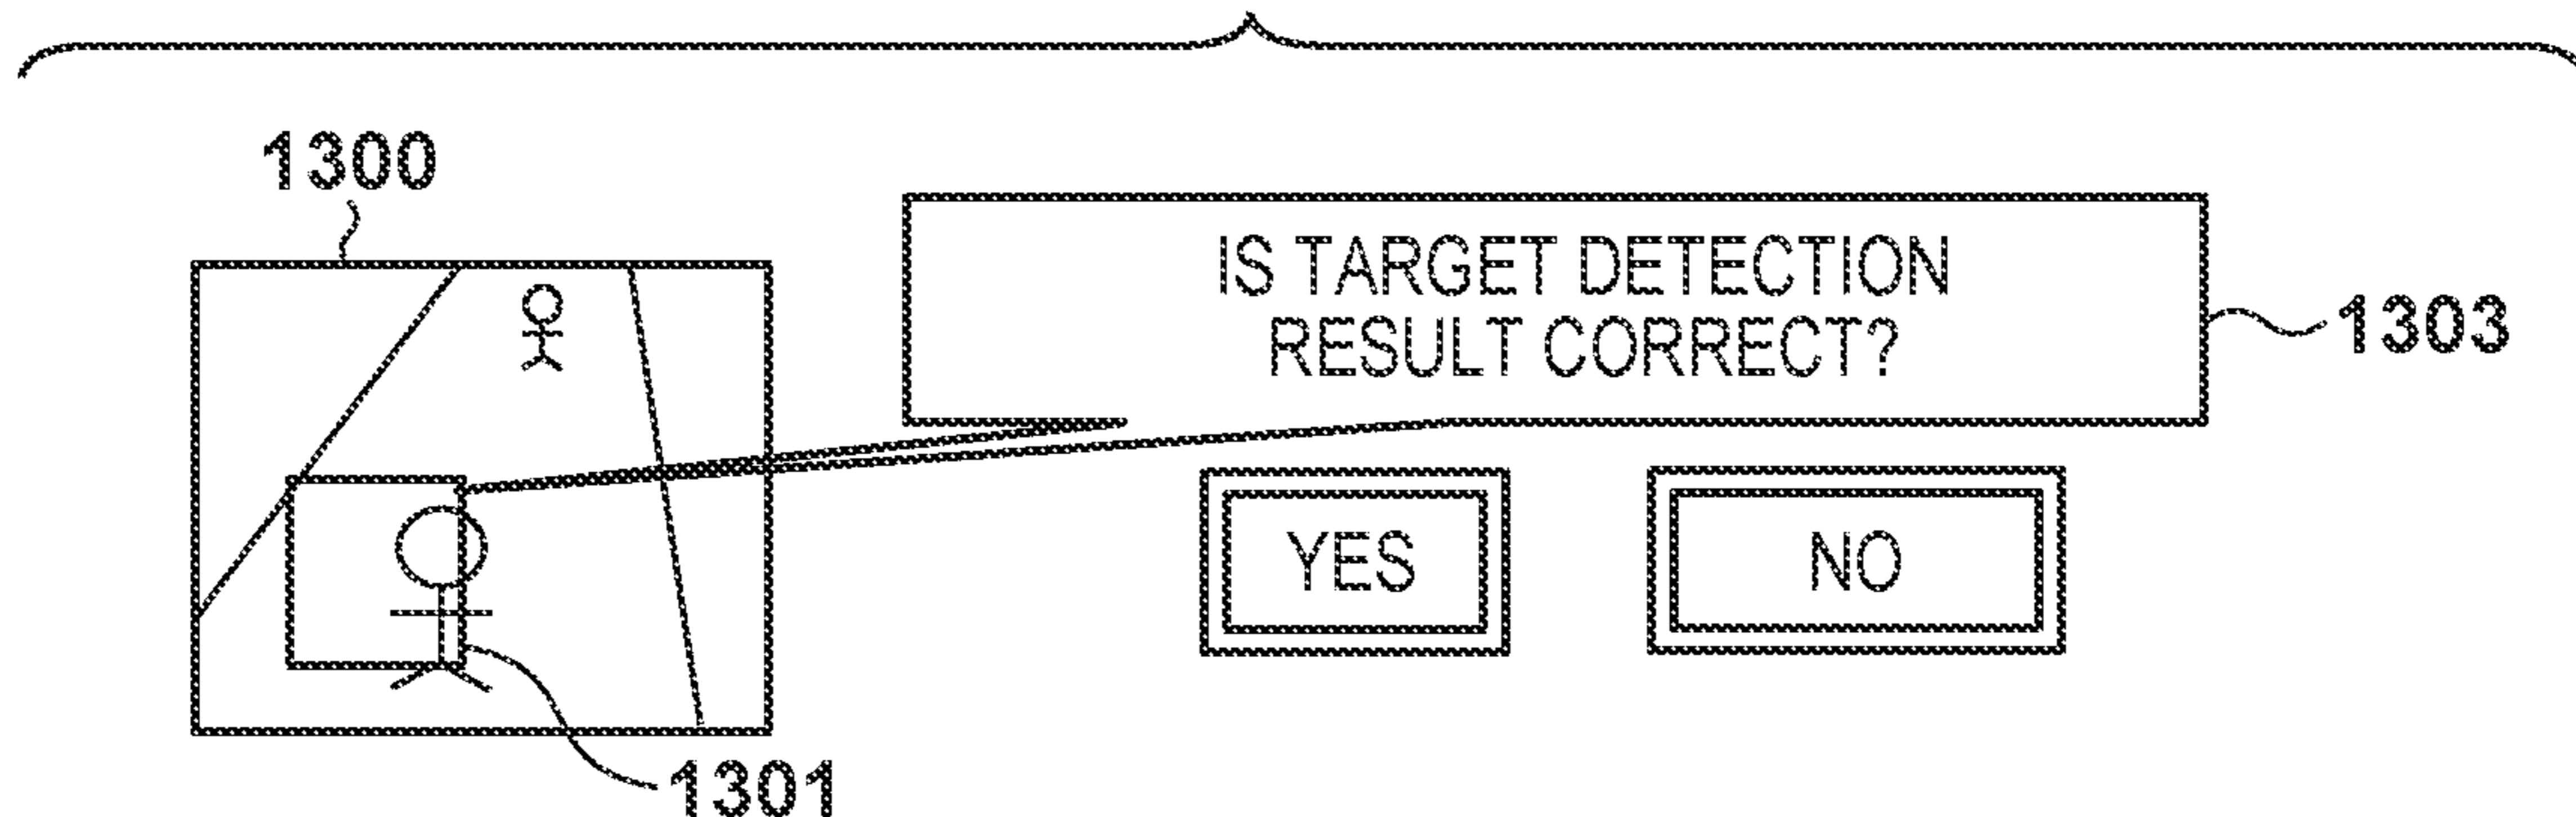 1300
IS TARGET DETECTION
RESULT CORRECT?
1303
YES
NO
1301